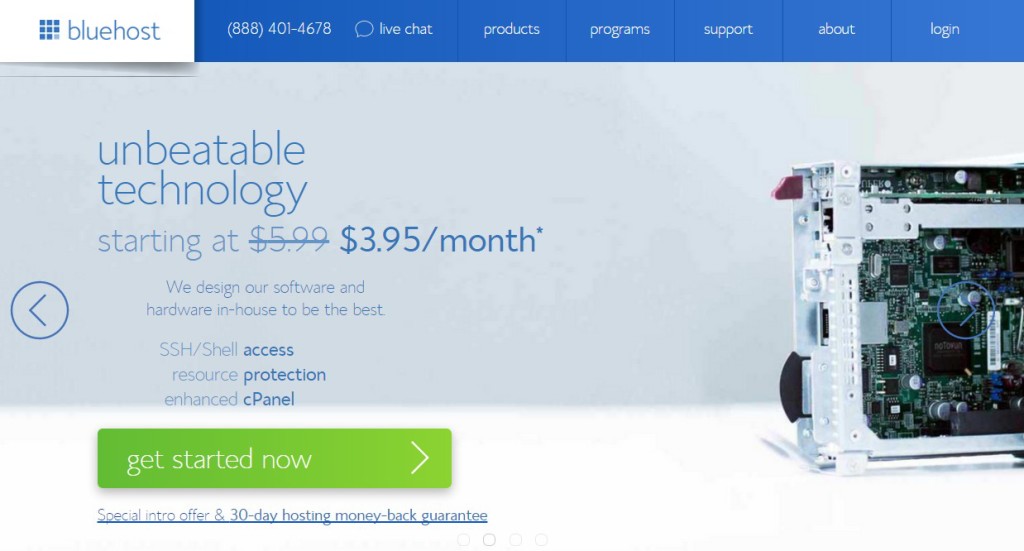 bluehost
(888) 401-4678
live chat
products
programs
support
about
login
unbeatable
technology
starting at $5.99 $3.95/month*
We design our software and
hardware in-house to be the best.
SSH/Shell access
resource protection
enhanced cPanel
get started now
Special intro offer & 30-day hosting money-back guarantee